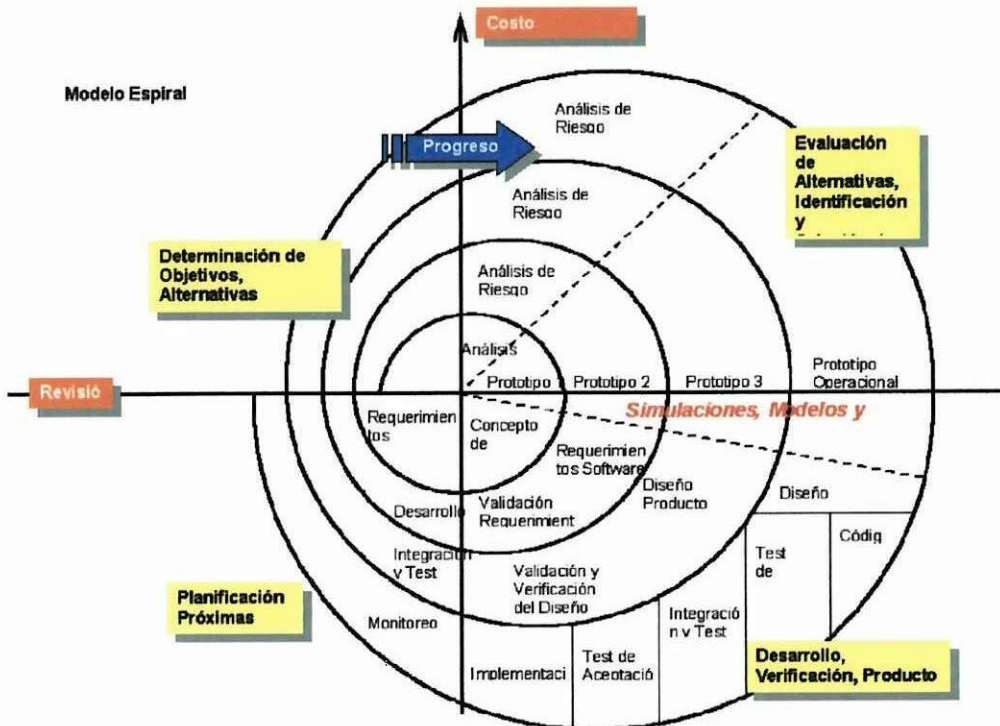 Costo
Modelo Espiral
Análisis de
Riesgo
Progreso
Evaluación
de
Alternativas,
Identificación
y
Análisis de
Riesgo
Determinación de
Objetivos,
Alternativas
Análisis de
Riesgo
Análisis
Prototipo
Prototipo 2
Prototipo 3
Prototipo
Operacional
Revisió
Simulaciones, Modelos y
Requerimien
tos
Concepto
de
Requerimien
tos Software
Diseño
Producto
Diseño
Desarrollo
Validación
Requerimient
Códig
Test
de
Integración
y Test
Validación y
Verificación
del Diseño
Planificación
Próximas
Monitoreo
Integració
n y Test
Implementaci
Test de
Aceptació
Desarrollo,
Verificación, Producto